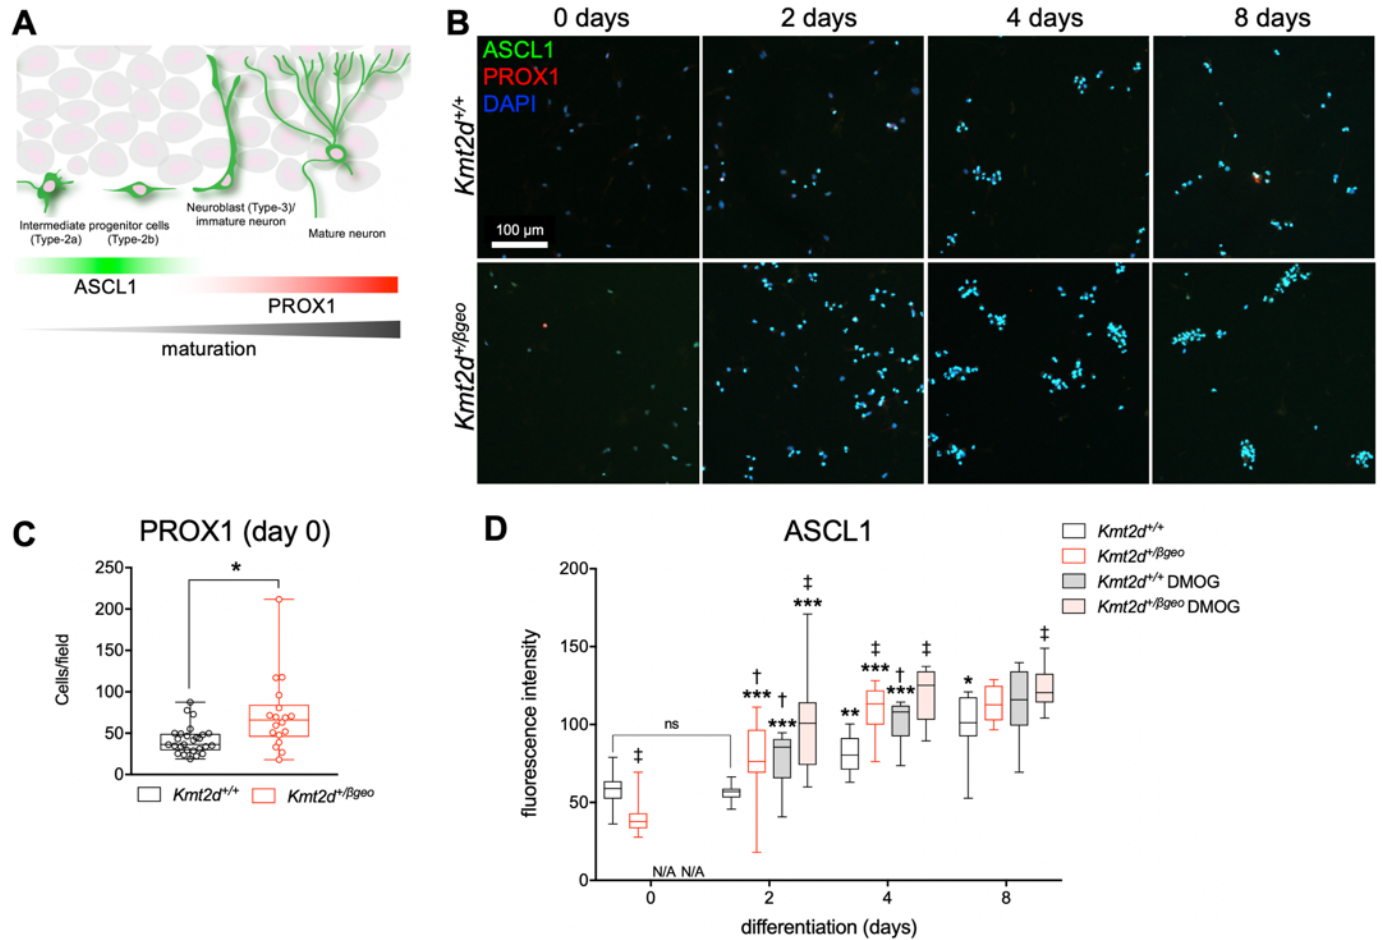 A
Intermediate progenitor cells
(Type-2a) (Type-2b)
Neuroblast (Type-3)/
immature neuron
Mature neuron
ASCL1
PROX1
maturation
B
0 days 2 days 4 days 8 days
ASCL1
PROX1
DAPI
100 µm
Kmt2d+/+
Kmt2d+/βgeo
C
PROX1 (day 0)
*
250
200
150
100
50
0
Cells/field
Kmt2d+/+ Kmt2d+/βgeo
D
ASCL1
Kmt2d+/+
Kmt2d+/βgeo
Kmt2d+/+ DMOG
Kmt2d+/βgeo DMOG
200
150
100
50
0
fluorescence intensity
ns
‡
†
***
†
***
‡
***
**
‡
***
†
***
‡
*
‡
N/A N/A
0 2 4 8
differentiation (days)